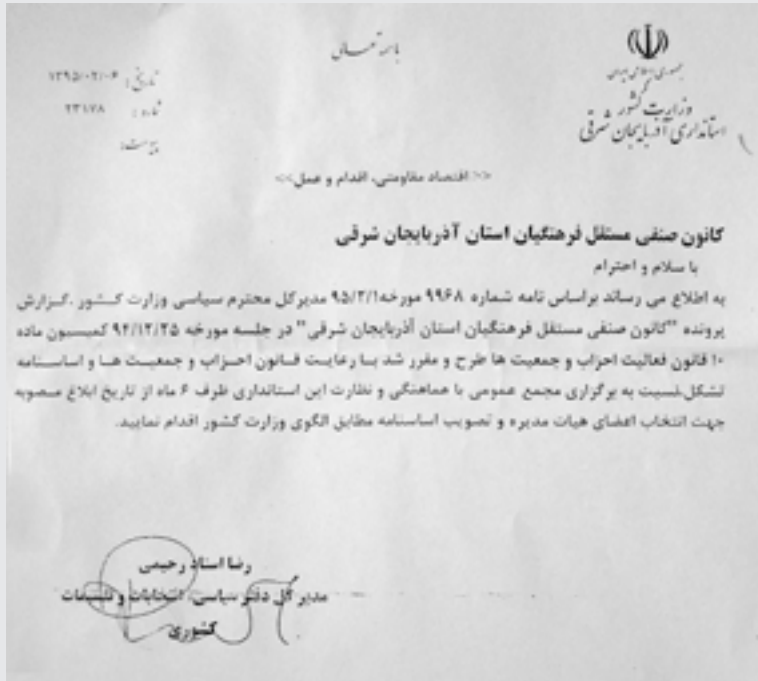 باسمه تعالی
جمهوری اسلامی ایران
وزارت کشور
استانداری آذربایجان شرقی
تاریخ: ۱۳۹۵/۰۲/۰۴
شماره: ۲۳۱۷۸
پیوست:
<<اقتصاد مقاومتی، اقدام و عمل>>
کانون صنفی مستقل فرهنگیان استان آذربایجان شرقی
با سلام و احترام
به اطلاع می رساند براساس نامه شماره ۹۹۶۸ مورخه ۹۵/۲/۱ مدیرکل محترم سیاسی وزارت کشور ،گزارش
پرونده "کانون صنفی مستقل فرهنگیان استان آذربایجان شرقی" در جلسه مورخه ۹۴/۱۲/۲۵ کمیسیون ماده
۱۰ قانون فعالیت احزاب و جمعیت ها طرح و مقرر شد با رعایت قانون احزاب و جمعیت ها و اساسنامه
تشکل،نسبت به برگزاری مجمع عمومی با هماهنگی و نظارت این استانداری ظرف ۶ ماه از تاریخ ابلاغ مصوبه
جهت انتخاب اعضای هیات مدیره و تصویب اساسنامه مطابق الگوی وزارت کشور اقدام نمایید.
رضا استاد رحیمی
مدیر کل دفتر سیاسی، انتخابات و تقسیمات
کشوری